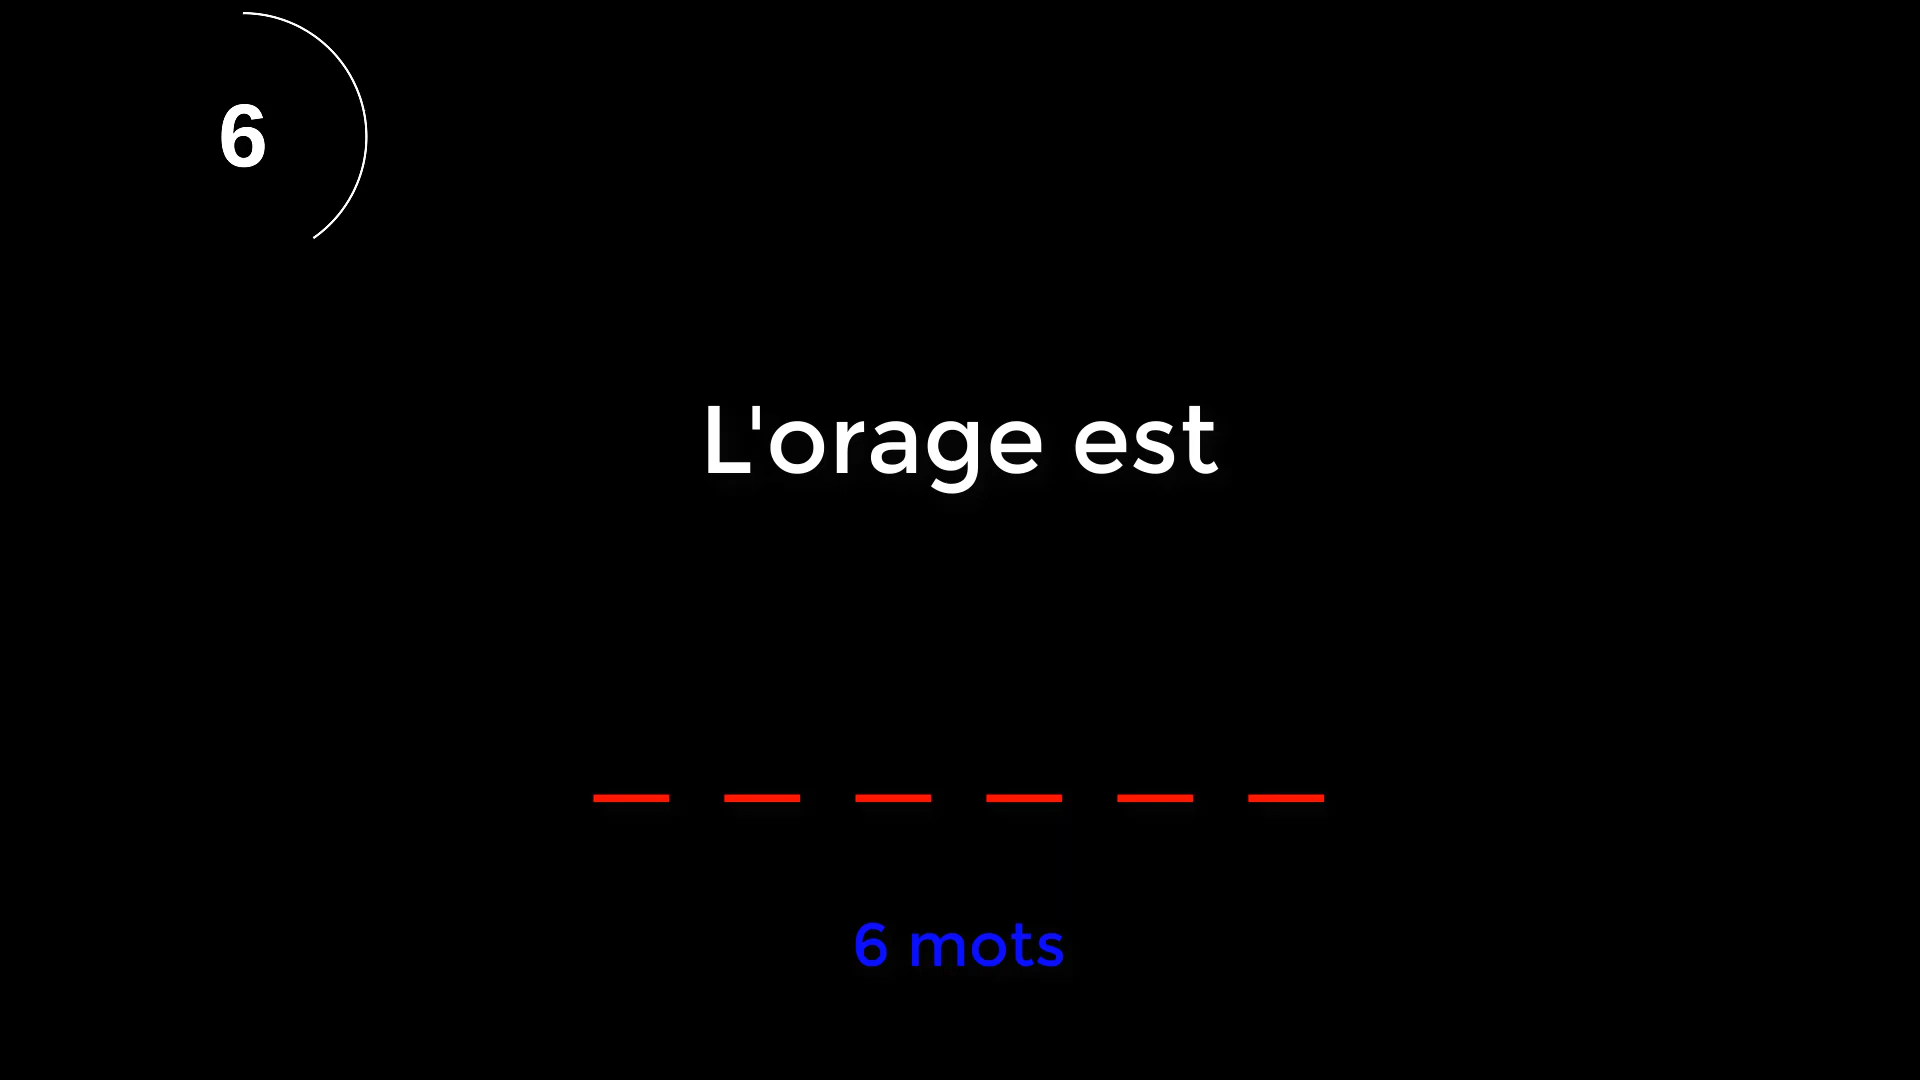 6
L'orage est
_ _ _ _ _ _
6 mots